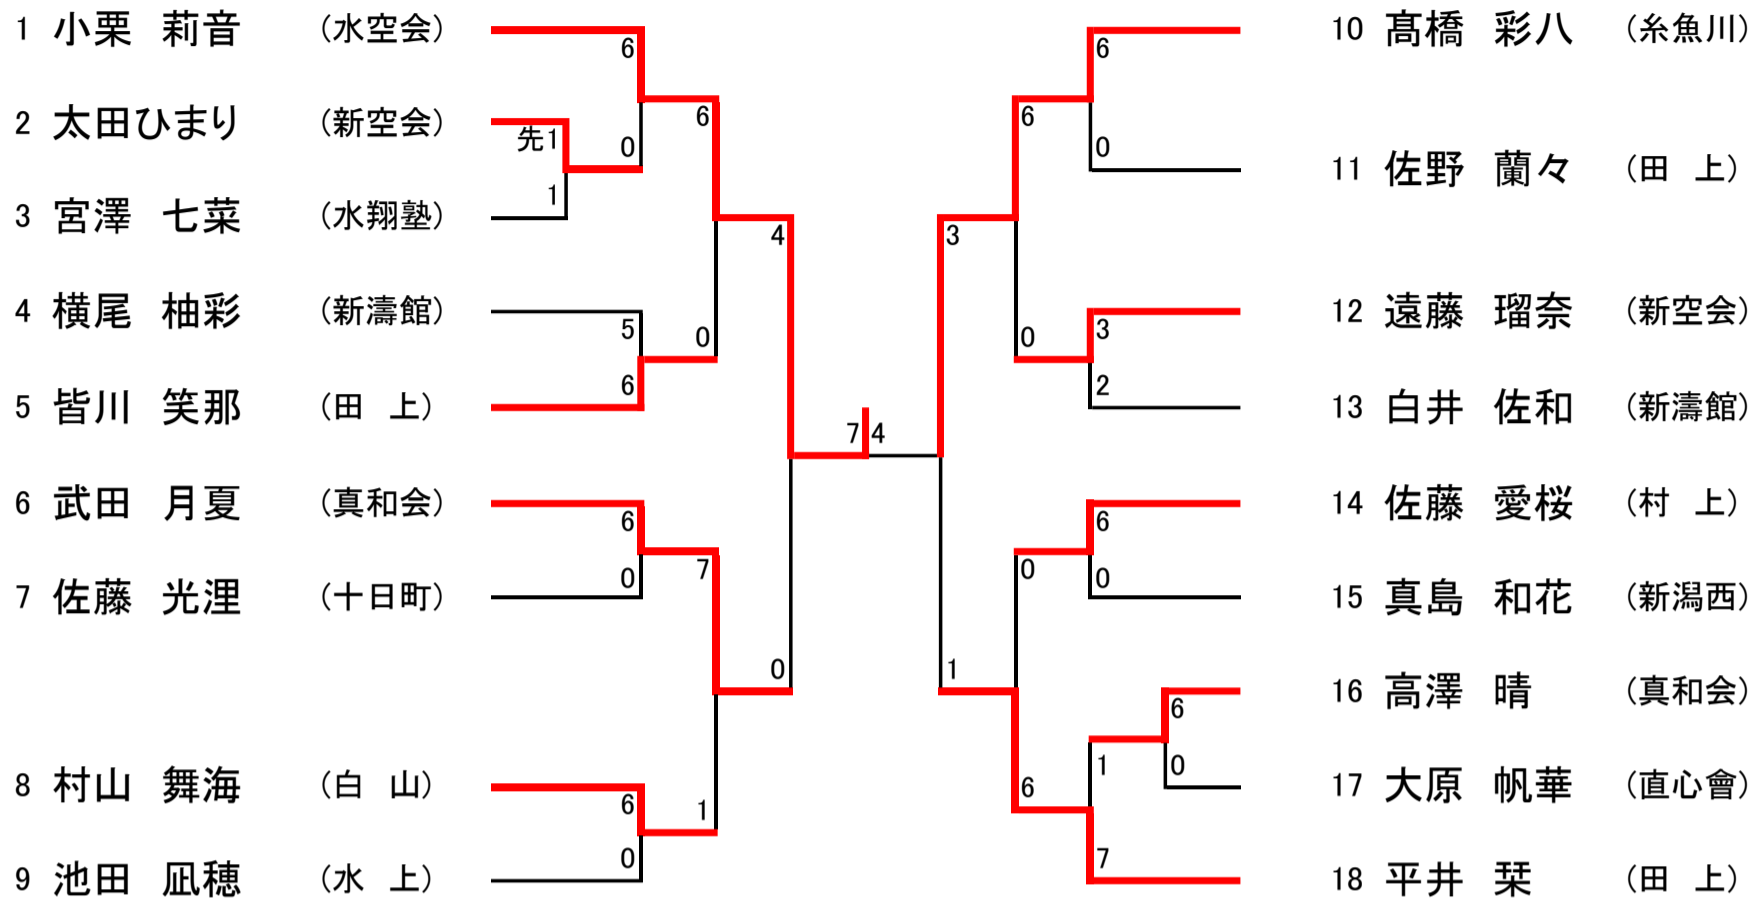 1 小栗 莉音 (水空会)
2 太田ひまり (新空会)
3 宮澤 七菜 (水翔塾)
4 横尾 柚彩 (新濤館)
5 皆川 笑那 (田 上)
6 武田 月夏 (真和会)
7 佐藤 光浬 (十日町)
8 村山 舞海 (白 山)
9 池田 凪穂 (水 上)
6
先1
0
1
6
5
0
6
4
6
0
7
0
6
1
0
7 4
3
6
6
0
0
3
2
1
0
6
0
6
1
6
0
7
10 髙橋 彩八 (糸魚川)
11 佐野 蘭々 (田 上)
12 遠藤 瑠奈 (新空会)
13 白井 佐和 (新濤館)
14 佐藤 愛桜 (村 上)
15 真島 和花 (新潟西)
16 高澤 晴 (真和会)
17 大原 帆華 (直心會)
18 平井 栞 (田 上)